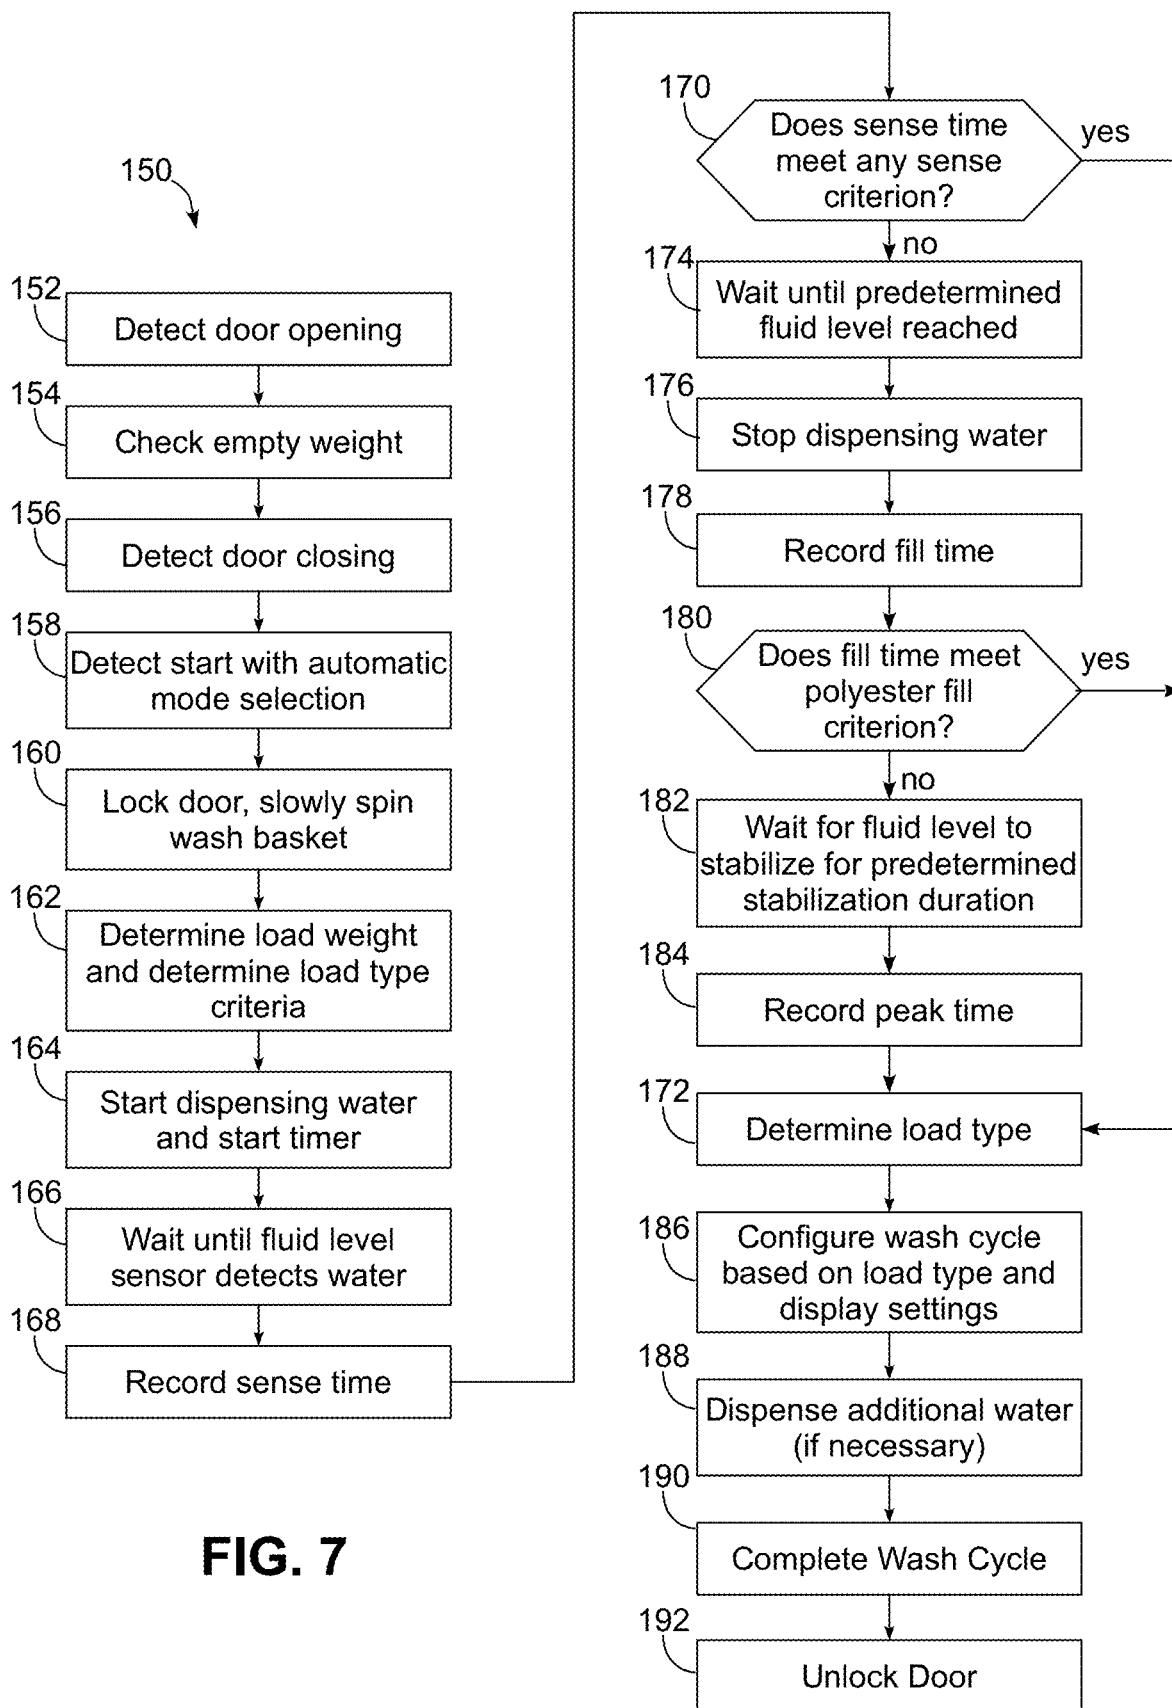 150
152
Detect door opening
154
Check empty weight
156
Detect door closing
158
Detect start with automatic
mode selection
160
Lock door, slowly spin
wash basket
162
Determine load weight
and determine load type
criteria
164
Start dispensing water
and start timer
166
Wait until fluid level
sensor detects water
168
Record sense time
FIG. 7
170
Does sense time
meet any sense
criterion?
yes
no
174
Wait until predetermined
fluid level reached
176
Stop dispensing water
178
Record fill time
180
Does fill time meet
polyester fill
criterion?
yes
no
182
Wait for fluid level to
stabilize for predetermined
stabilization duration
184
Record peak time
172
Determine load type
186
Configure wash cycle
based on load type and
display settings
188
Dispense additional water
(if necessary)
190
Complete Wash Cycle
192
Unlock Door